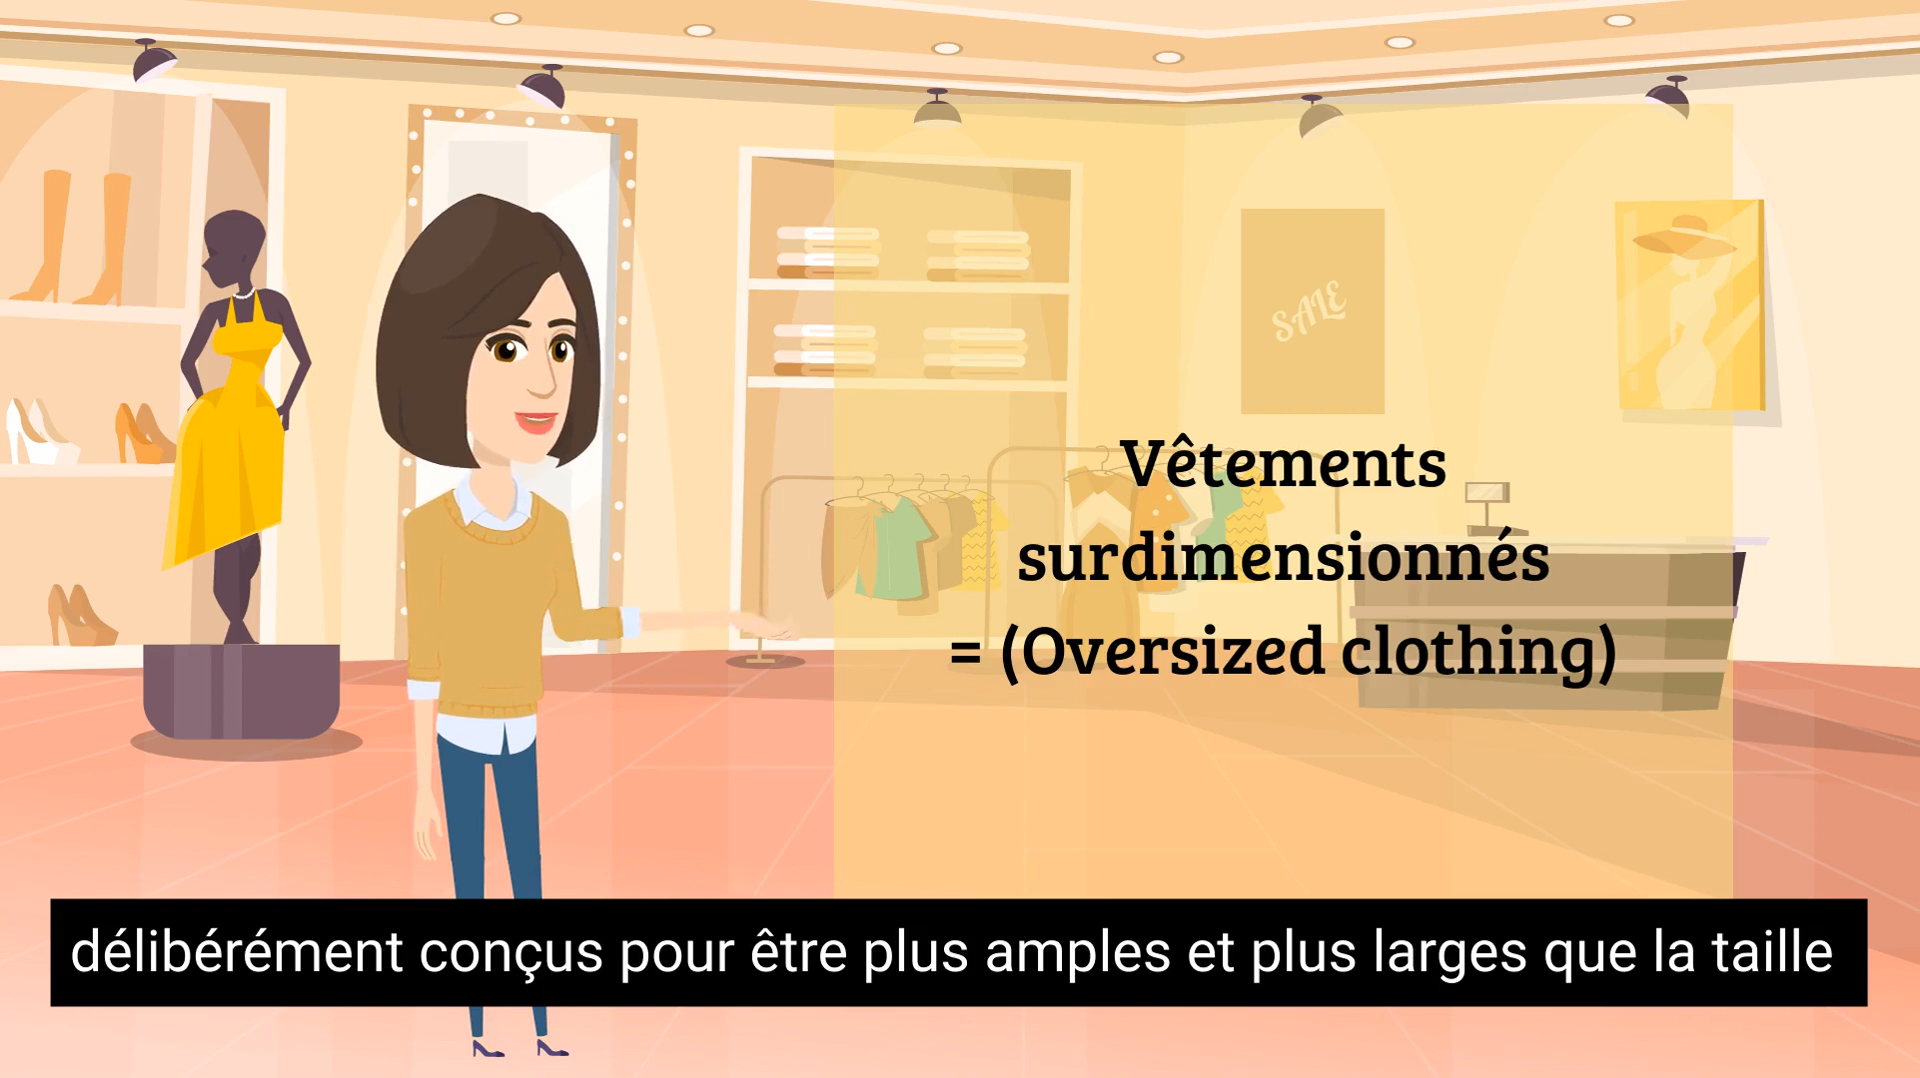 SALE
Vêtements
surdimensionnés
= (Oversized clothing)
délibérément conçus pour être plus amples et plus larges que la taille